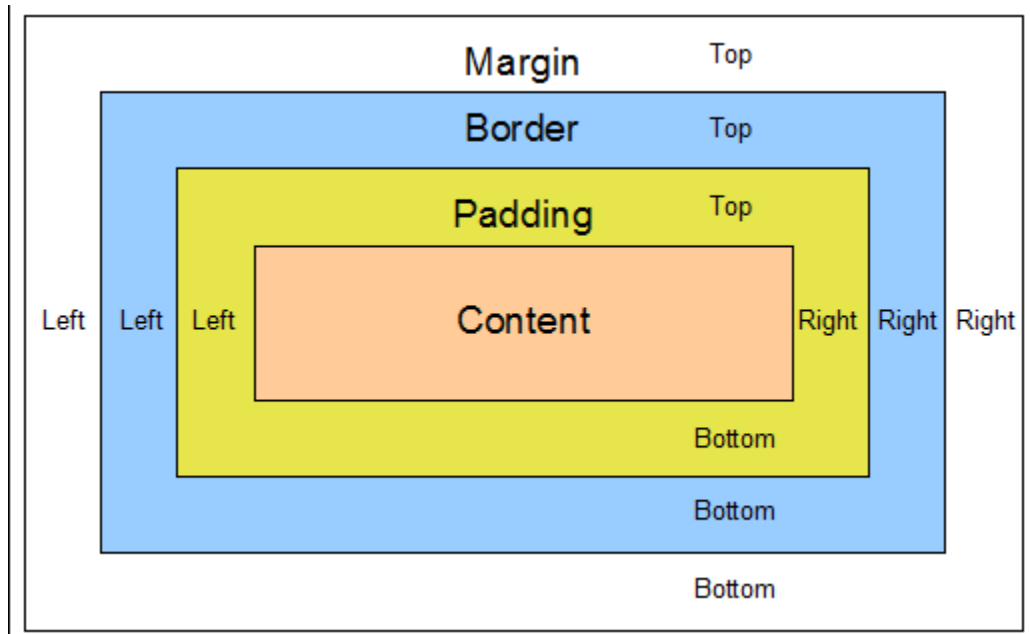 Margin Top
Border Top
Padding Top
Left Left Left Content Right Right Right
Bottom
Bottom
Bottom